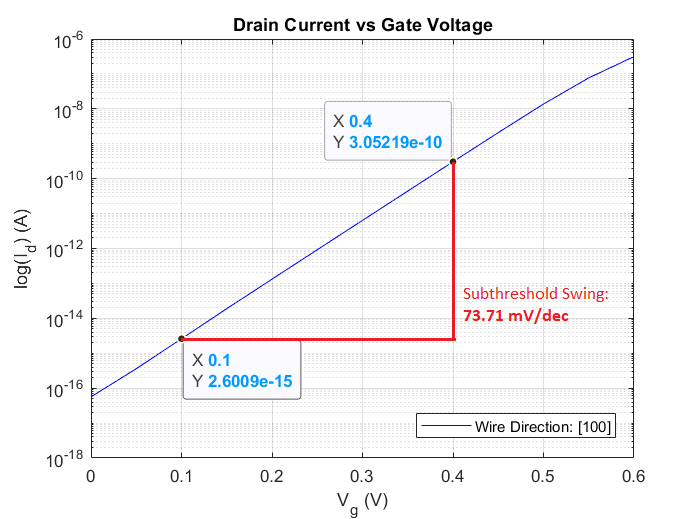 Drain Current vs Gate Voltage
10-6
10-8
10-10
10-12
10-14
10-16
10-18
log(Id) (A)
X 0.4
Y 3.05219e-10
Subthreshold Swing:
73.71 mV/dec
X 0.1
Y 2.6009e-15
Wire Direction: [100]
0 0.1 0.2 0.3 0.4 0.5 0.6
Vg (V)